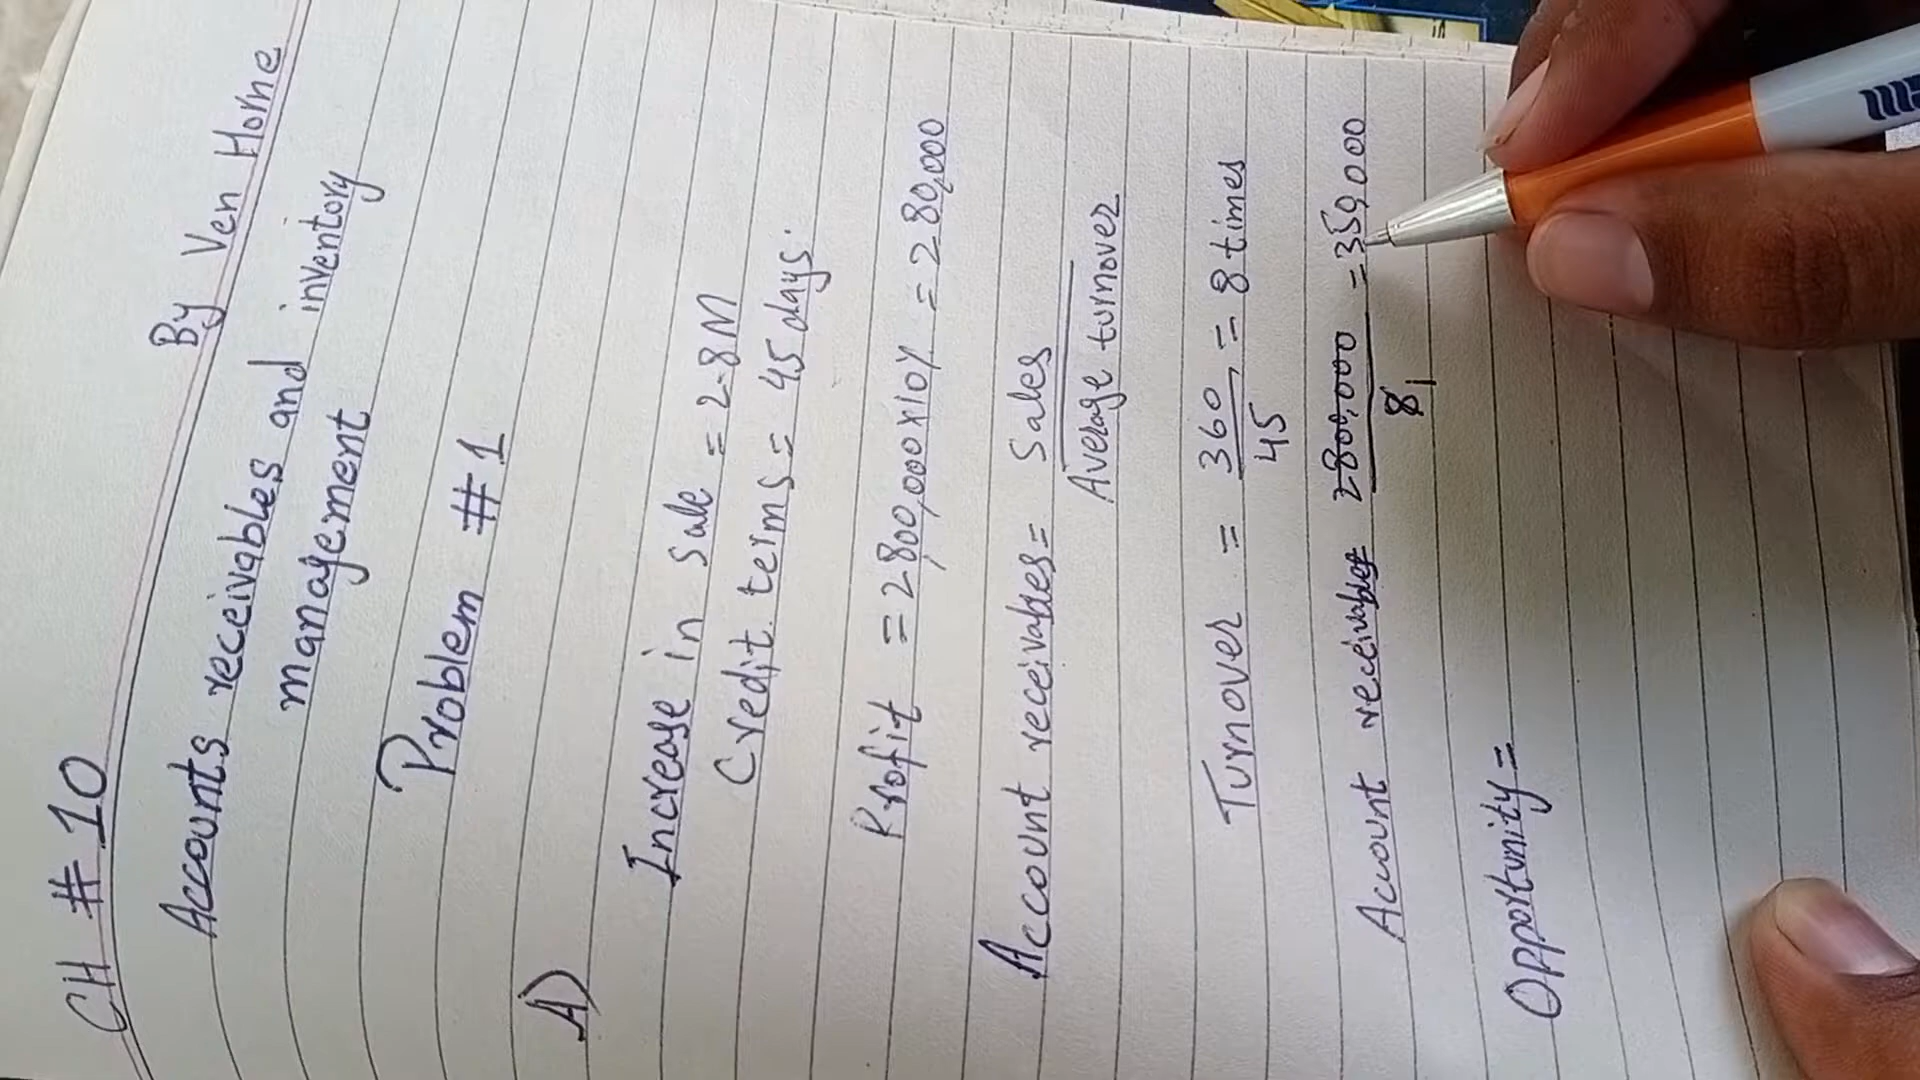 CH # 10
By Ven Horne
Accounts receivables and inventory
management
Problem # 1
A)
Increase in sale = 2.8M
Credit terms = 45 days.
Profit = 2800,000x10% = 280,000
Account receivables = Sales
Average turnover
Turnover = 360/45 = 8 times
Account receivables 2800,000/8 = 350,000
1
Opportunity =